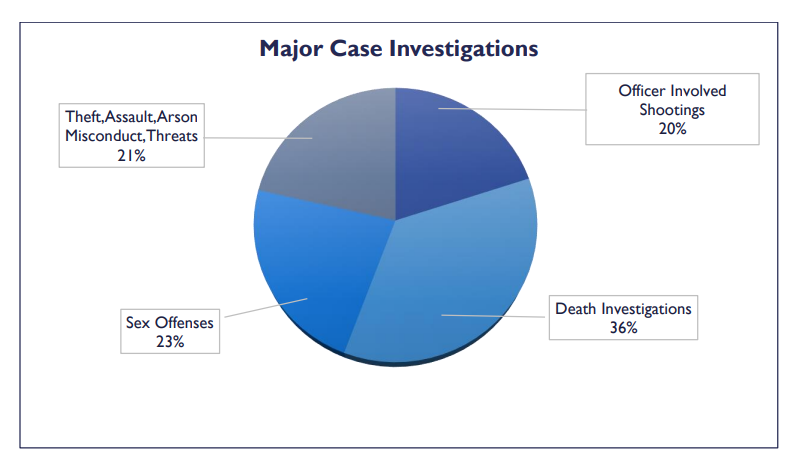 Major Case Investigations
Officer Involved
Shootings
20%
Theft,Assault,Arson
Misconduct,Threats
21%
Sex Offenses
23%
Death Investigations
36%